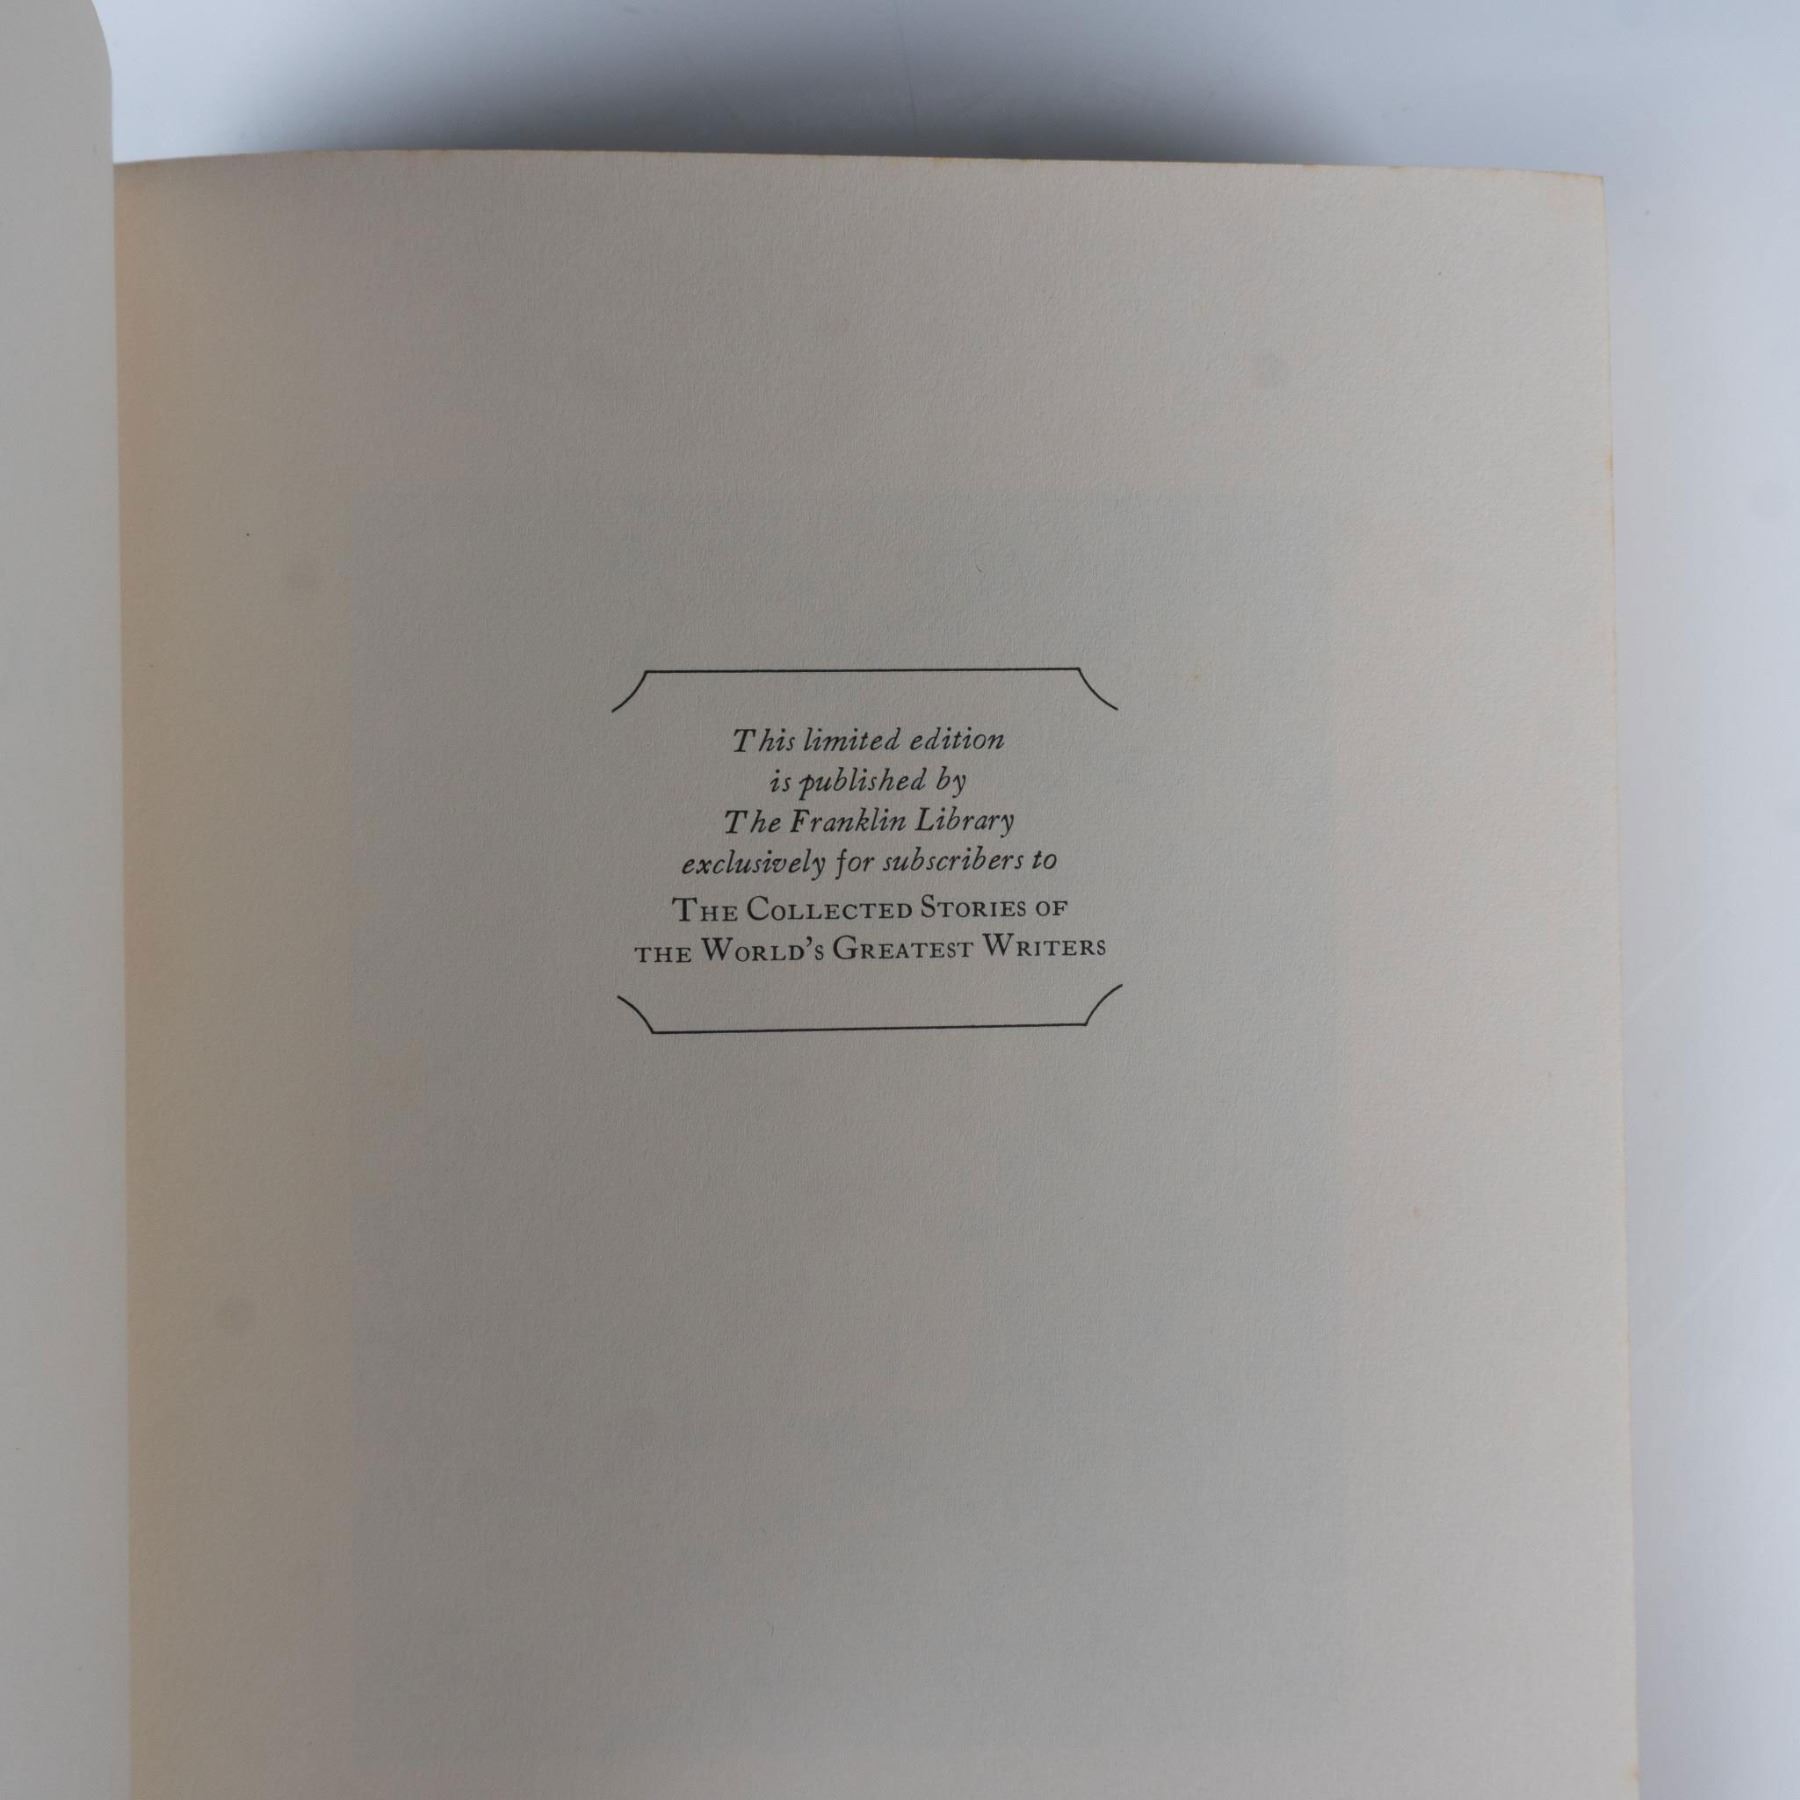 This limited edition
is published by
The Franklin Library
exclusively for subscribers to
THE COLLECTED STORIES OF
THE WORLD'S GREATEST WRITERS